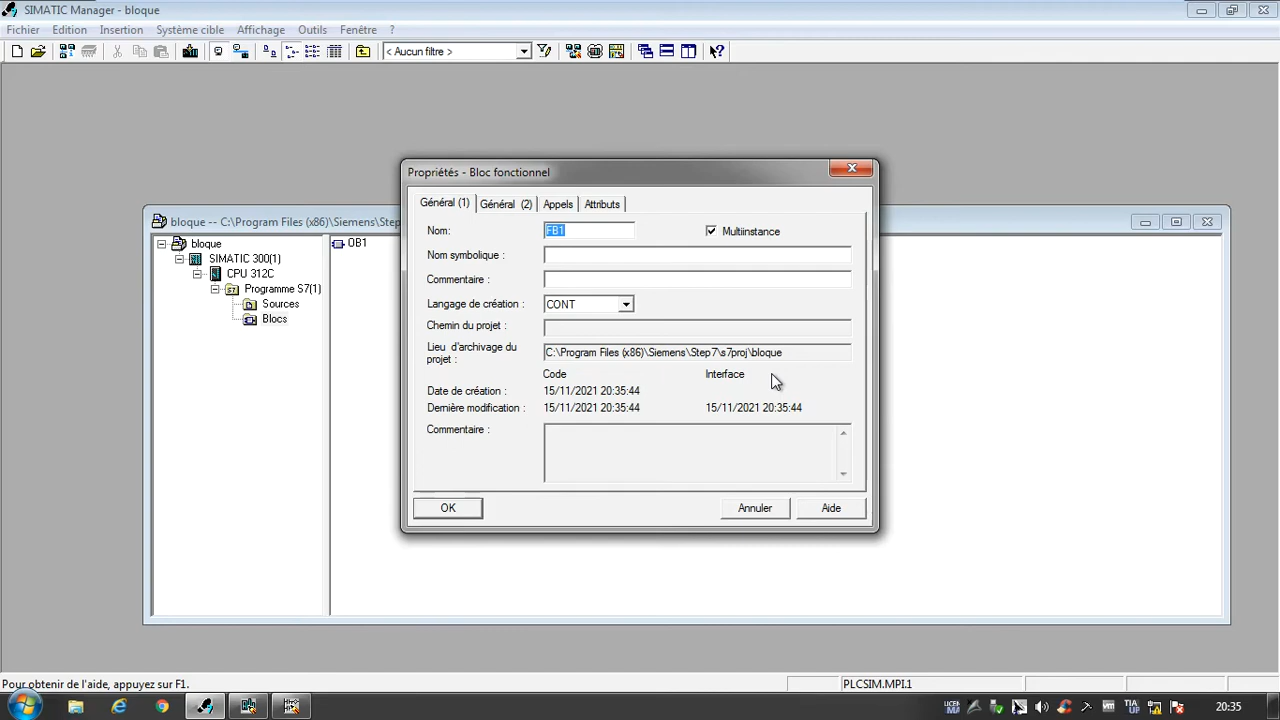 SIMATIC Manager - bloque
Fichier Edition Insertion Système cible Affichage Outils Fenêtre ?
< Aucun filtre >
Propriétés - Bloc fonctionnel
Général (1) Général (2) Appels Attributs
bloque -- C:\Program Files (x86)\Siemens\Step
bloque
SIMATIC 300(1)
CPU 312C
Programme S7(1)
Sources
Blocs
OB1
Nom: FB1 Multiinstance
Nom symbolique :
Commentaire :
Langage de création : CONT
Chemin du projet :
Lieu d'archivage du projet : C:\Program Files (x86)\Siemens\Step7\s7proj\bloque
Code Interface
Date de création : 15/11/2021 20:35:44
Dernière modification : 15/11/2021 20:35:44 15/11/2021 20:35:44
Commentaire :
OK Annuler Aide
Pour obtenir de l'aide, appuyez sur F1.
PLCSIM.MPI.1
20:35